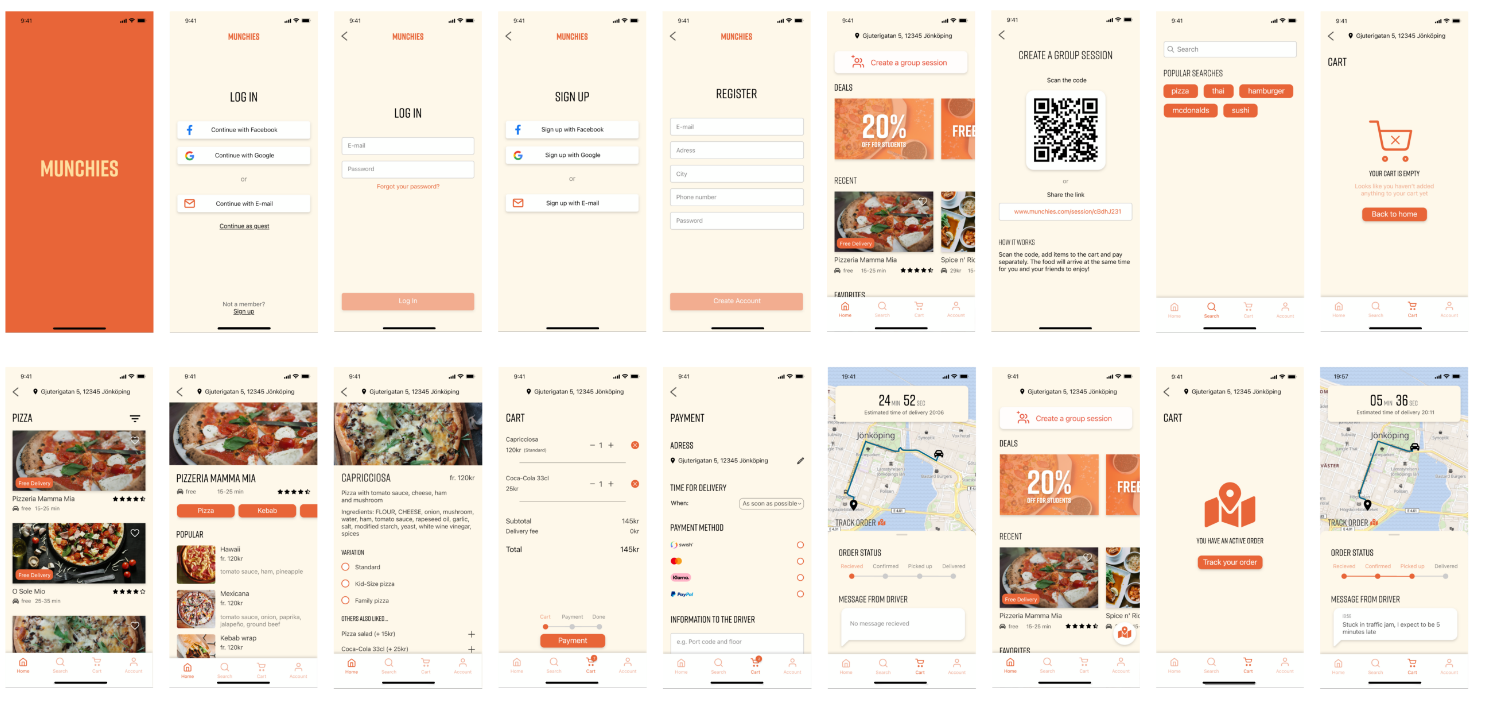 9:41
MUNCHIES
9:41
MUNCHIES
LOG IN
Continue with Facebook
Continue with Google
or
Continue with E-mail
Continue as guest
Not a member?
Sign up
9:41
MUNCHIES
LOG IN
E-mail
Password
Forgot your password?
Log In
9:41
MUNCHIES
SIGN UP
Sign up with Facebook
Sign up with Google
or
Sign up with E-mail
9:41
MUNCHIES
REGISTER
E-mail
Adress
City
Phone number
Password
Create Account
9:41
Gjuterigatan 5, 12345 Jönköping
Create a group session
DEALS
20%
OFF FOR STUDENTS
FREE
RECENT
Free Delivery
Pizzeria Mamma Mia
free 15-25 min
Spice n' Ric
29kr 15-
FAVORITES
Home
Search
Cart
Account
9:41
CREATE A GROUP SESSION
Scan the code
or
Share the link
www.munchies.com/session/c5dhJ231
HOW IT WORKS
Scan the code, add items to the cart and pay
separately. The food will arrive at the same time
for you and your friends to enjoy!
9:41
Search
POPULAR SEARCHES
pizza
thai
hamburger
mcdonalds
sushi
Home
Search
Cart
Account
9:41
Gjuterigatan 5, 12345 Jönköping
CART
YOUR CART IS EMPTY
Looks like you haven't added
anything to your cart yet
Back to home
Home
Search
Cart
Account
9:41
Gjuterigatan 5, 12345 Jönköping
PIZZA
Free Delivery
Pizzeria Mamma Mia
free 15-25 min
Free Delivery
O Sole Mio
free 25-35 min
Home
Search
Cart
Account
9:41
Gjuterigatan 5, 12345 Jönköping
PIZZERIA MAMMA MIA
free 15-25 min
Pizza
Kebab
POPULAR
Hawaii
fr. 120kr
tomato sauce, ham, pineapple
Mexicana
fr. 120kr
tomato sauce, onion, paprika,
jalapeño, ground beef
Kebab wrap
fr. 120kr
Home
Search
Cart
Account
9:41
Gjuterigatan 5, 12345 Jönköping
CAPRICCIOSA
fr. 120kr
Pizza with tomato sauce, cheese, ham
and mushroom
Ingredients: FLOUR, CHEESE, onion, mushroom,
water, ham, tomato sauce, rapeseed oil, garlic,
salt, modified starch, yeast, white wine vinegar,
spices
VARIATION
Standard
Kid-Size pizza
Family pizza
OTHERS ALSO LIKED...
Pizza salad (+ 15kr)
Coca-Cola 33cl (+ 25kr)
Home
Search
Cart
Account
9:41
Gjuterigatan 5, 12345 Jönköping
CART
Capricciosa
120kr (Standard)
1
Coca-Cola 33cl
25kr
1
Subtotal 145kr
Delivery fee 0kr
Total 145kr
Cart Payment Done
Payment
Home
Search
Cart
Account
9:41
PAYMENT
ADRESS
Gjuterigatan 5, 12345 Jönköping
TIME FOR DELIVERY
When:
As soon as possible
PAYMENT METHOD
swish
Klarna.
PayPal
INFORMATION TO THE DRIVER
e.g. Port code and floor
Home
Search
Cart
Account
19:41
24 MIN 52 SEC
Estimated time of delivery 20:06
Jönköping
TRACK ORDER
ORDER STATUS
Recieved Confirmed Picked up Delivered
MESSAGE FROM DRIVER
No message recieved
Home
Search
Cart
Account
9:41
Gjuterigatan 5, 12345 Jönköping
Create a group session
DEALS
20%
OFF FOR STUDENTS
FREE
RECENT
Free Delivery
Pizzeria Mamma Mia
free 15-25 min
Spice n' Ric
29kr
FAVORITES
Home
Search
Cart
Account
9:41
Gjuterigatan 5, 12345 Jönköping
CART
YOU HAVE AN ACTIVE ORDER
Track your order
Home
Search
Cart
Account
19:57
05 MIN 36 SEC
Estimated time of delivery 20:11
Jönköping
TRACK ORDER
ORDER STATUS
Recieved Confirmed Picked up Delivered
MESSAGE FROM DRIVER
Stuck in traffic jam, I expect to be 5
minutes late
Home
Search
Cart
Account